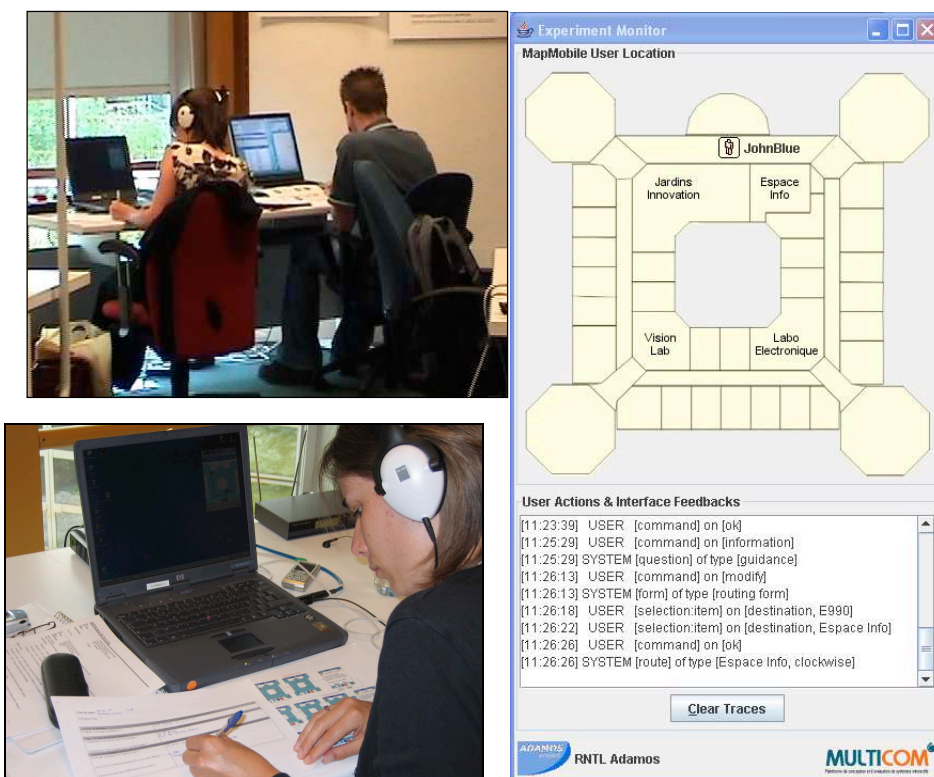 Experiment Monitor
MapMobile User Location
JohnBlue
Jardins
Innovation
Espace
Info
Vision
Lab
Labo
Electronique
User Actions & Interface Feedbacks
[11:23:39] USER [command] on [ok]
[11:25:29] USER [command] on [information]
[11:25:29] SYSTEM [question] of type [guidance]
[11:26:13] USER [command] on [modify]
[11:26:13] SYSTEM [form] of type [routing form]
[11:26:18] USER [selection:item] on [destination, E990]
[11:26:22] USER [selection:item] on [destination, Espace Info]
[11:26:26] USER [command] on [ok]
[11:26:26] SYSTEM [route] of type [Espace Info, clockwise]
Clear Traces
ADAMOS
RNTL Adamos
MULTICOM